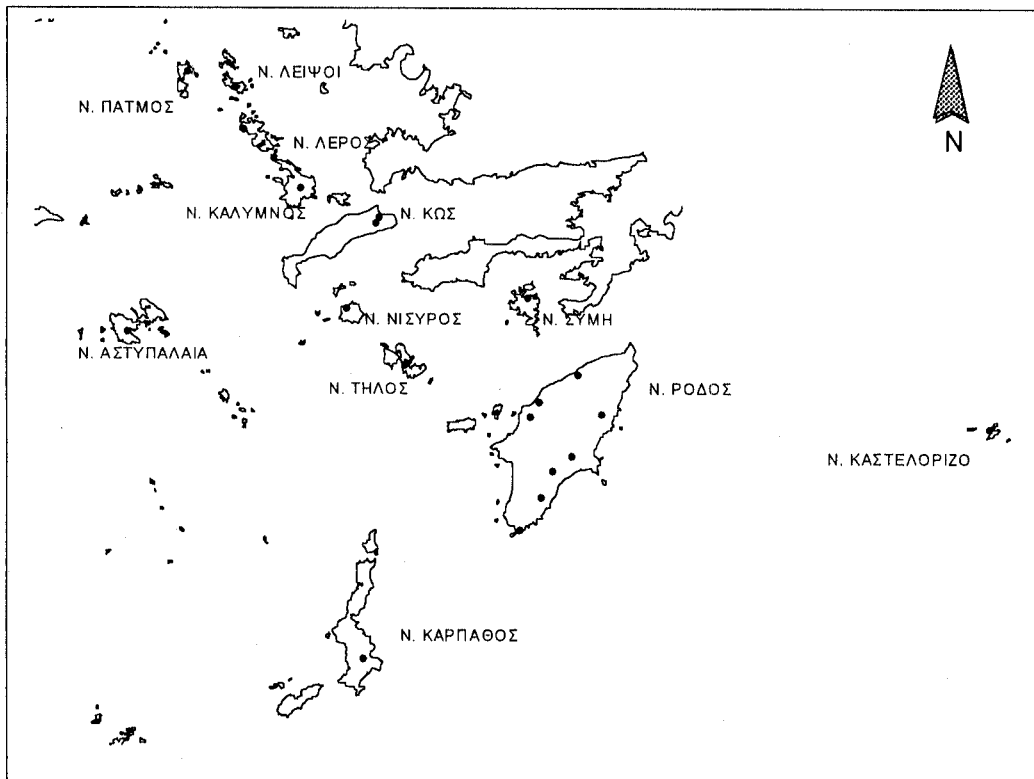 Ν. ΛΕΙΨΟΙ
Ν. ΠΑΤΜΟΣ
N
Ν. ΛΕΡΟΣ
Ν. ΚΑΛΥΜΝΟΣ
Ν. ΚΩΣ
Ν. ΝΙΣΥΡΟΣ
Ν. ΣΥΜΗ
Ν. ΑΣΤΥΠΑΛΑΙΑ
Ν. ΤΗΛΟΣ
Ν. ΡΟΔΟΣ
Ν. ΚΑΣΤΕΛΟΡΙΖΟ
Ν. ΚΑΡΠΑΘΟΣ